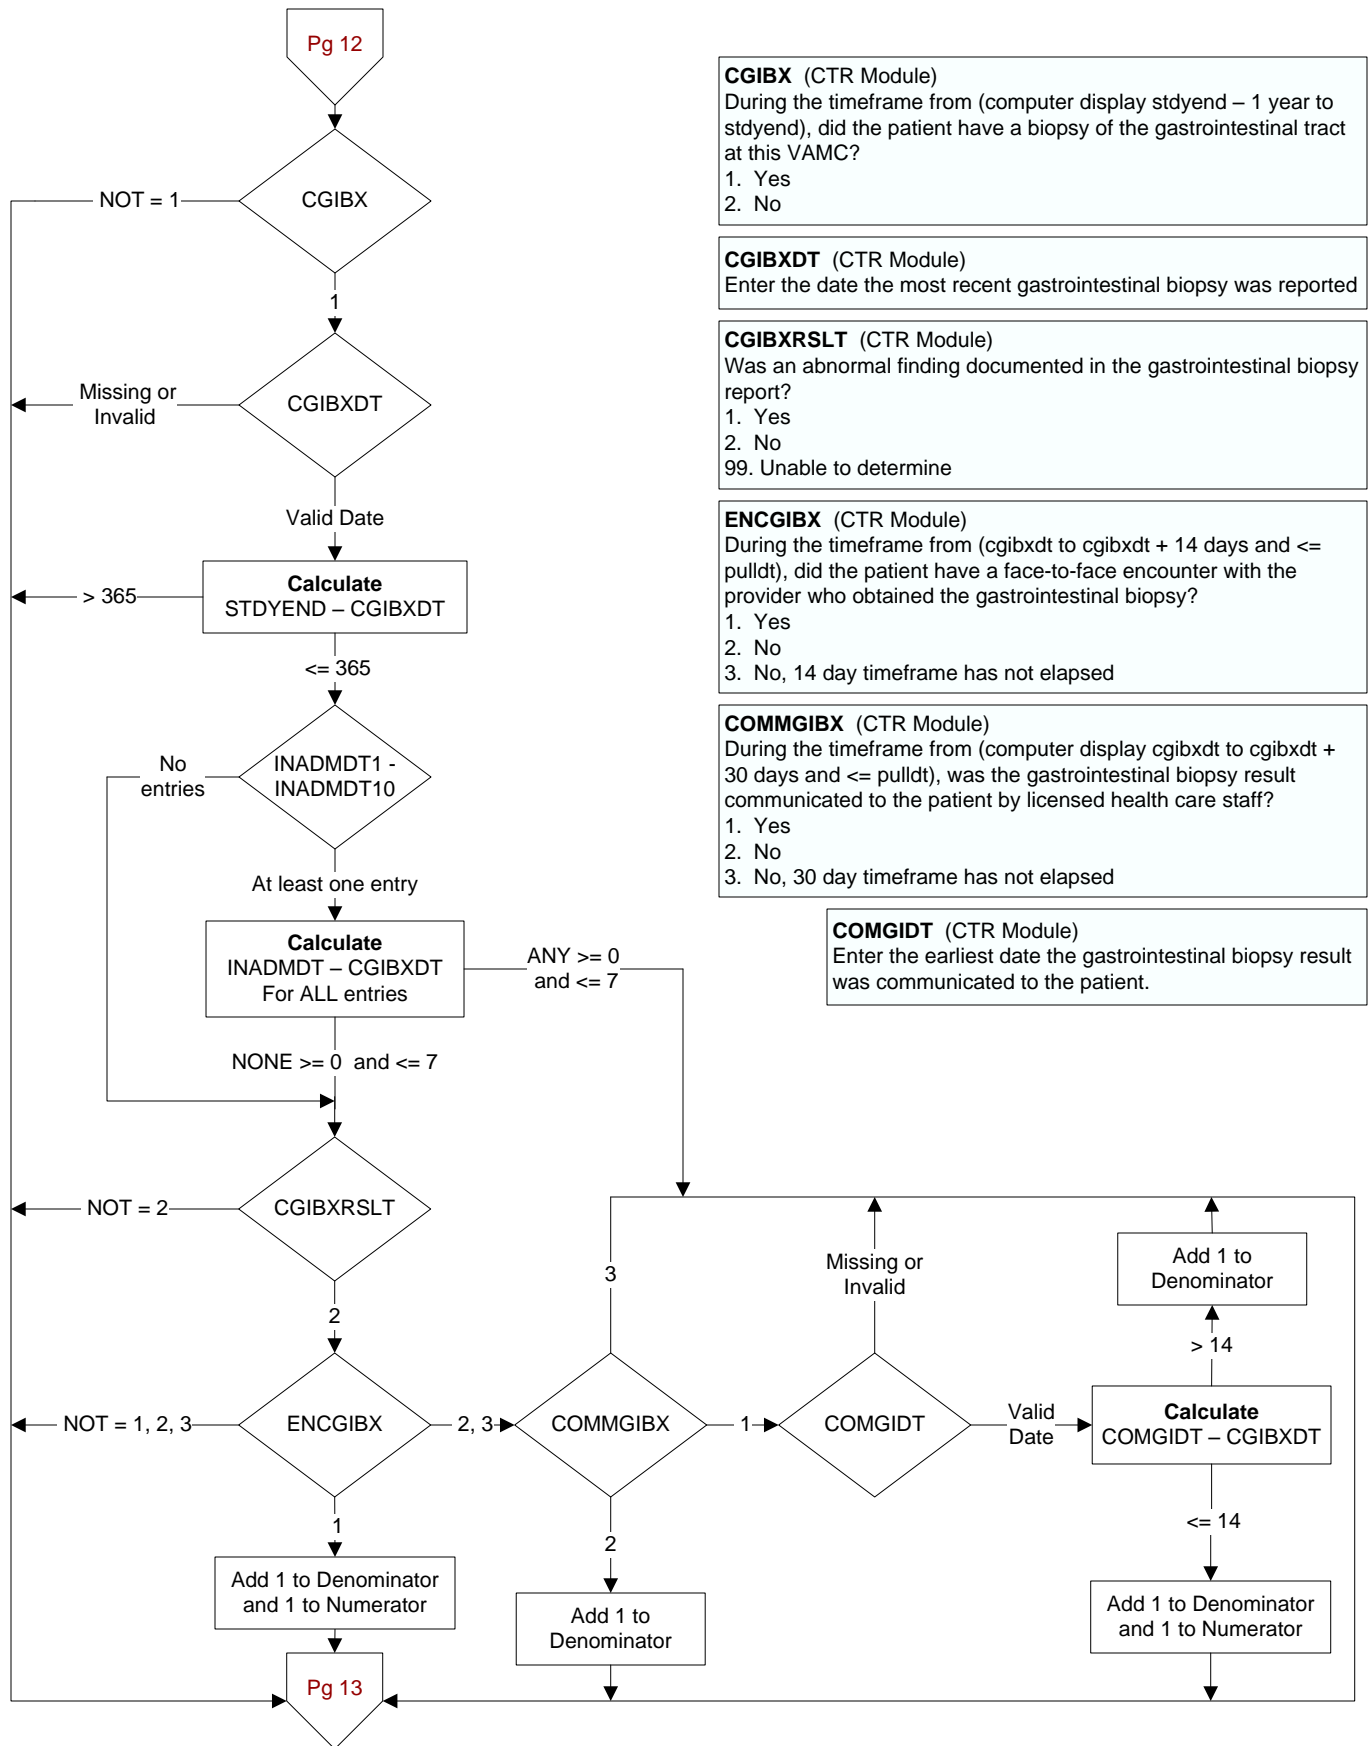 Pg 12
CGIBX (CTR Module)
During the timeframe from (computer display stdyend – 1 year to
stdyend), did the patient have a biopsy of the gastrointestinal tract
at this VAMC?
1. Yes
2. No
CGIBXDT (CTR Module)
Enter the date the most recent gastrointestinal biopsy was reported
CGIBXRSLT (CTR Module)
Was an abnormal finding documented in the gastrointestinal biopsy
report?
1. Yes
2. No
99. Unable to determine
ENCGIBX (CTR Module)
During the timeframe from (cgibxdt to cgibxdt + 14 days and <=
pulldt), did the patient have a face-to-face encounter with the
provider who obtained the gastrointestinal biopsy?
1. Yes
2. No
3. No, 14 day timeframe has not elapsed
COMMGIBX (CTR Module)
During the timeframe from (computer display cgibxdt to cgibxdt +
30 days and <= pulldt), was the gastrointestinal biopsy result
communicated to the patient by licensed health care staff?
1. Yes
2. No
3. No, 30 day timeframe has not elapsed
COMGIDT (CTR Module)
Enter the earliest date the gastrointestinal biopsy result
was communicated to the patient.
NOT = 1
CGIBX
1
Missing or
Invalid
CGIBXDT
Valid Date
> 365
Calculate
STDYEND – CGIBXDT
<= 365
No
entries
INADMDT1 -
INADMDT10
At least one entry
Calculate
INADMDT – CGIBXDT
For ALL entries
ANY >= 0
and <= 7
NONE >= 0 and <= 7
NOT = 2
CGIBXRSLT
2
NOT = 1, 2, 3
ENCGIBX
2, 3
COMMGIBX
3
1
COMGIDT
Missing or
Invalid
Valid
Date
Calculate
COMGIDT – CGIBXDT
> 14
Add 1 to
Denominator
<= 14
Add 1 to Denominator
and 1 to Numerator
2
Add 1 to
Denominator
1
Add 1 to Denominator
and 1 to Numerator
Pg 13